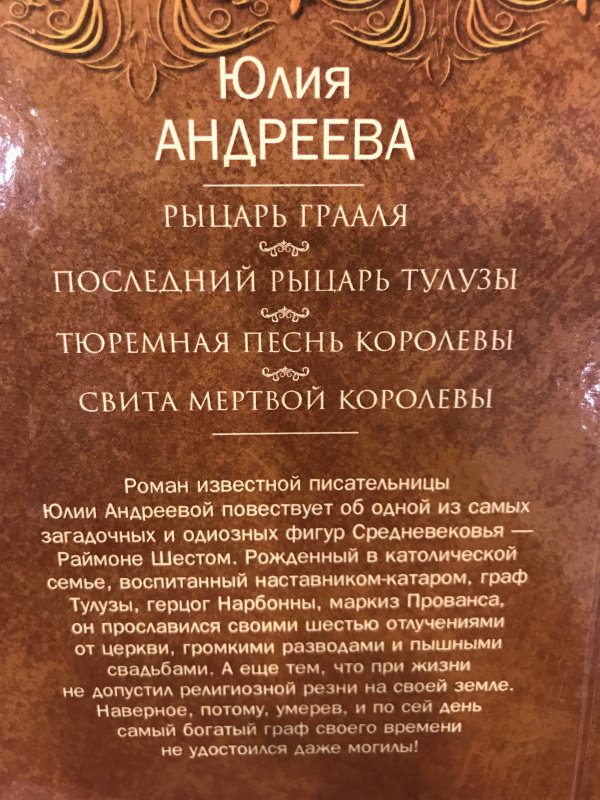 Юлия
АНДРЕЕВА
РЫЦАРЬ ГРААЛЯ
ПОСЛЕДНИЙ РЫЦАРЬ ТУЛУЗЫ
ТЮРЕМНАЯ ПЕСНЬ КОРОЛЕВЫ
СВИТА МЕРТВОЙ КОРОЛЕВЫ
Роман известной писательницы
Юлии Андреевой повествует об одной из самых
загадочных и одиозных фигур Средневековья —
Раймоне Шестом. Рожденный в католической
семье, воспитанный наставником-катаром, граф
Тулузы, герцог Нарбонны, маркиз Прованса,
он прославился своими шестью отлучениями
от церкви, громкими разводами и пышными
свадьбами. А еще тем, что при жизни
не допустил религиозной резни на своей земле.
Наверное, потому, умерев, и по сей день
самый богатый граф своего времени
не удостоился даже могилы!